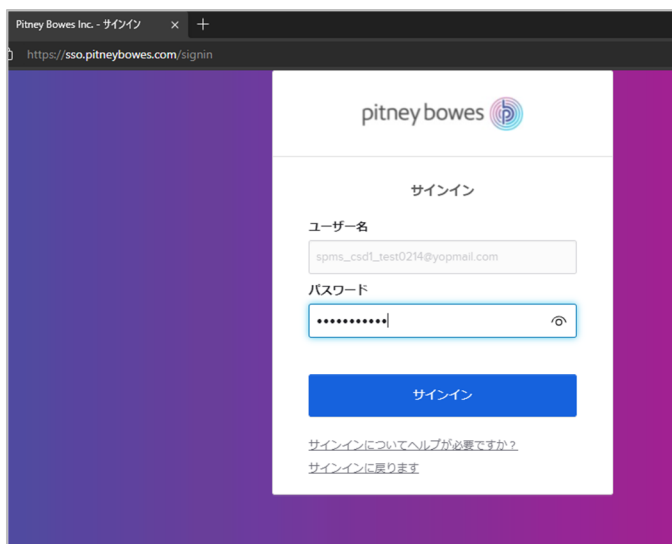 Pitney Bowes Inc. - サインイン
https://sso.pitneybowes.com/signin
pitney bowes
サインイン
ユーザー名
spms_csd1_test0214@yopmail.com
パスワード
•••••••••••
サインイン
サインインについてヘルプが必要ですか？
サインインに戻ります